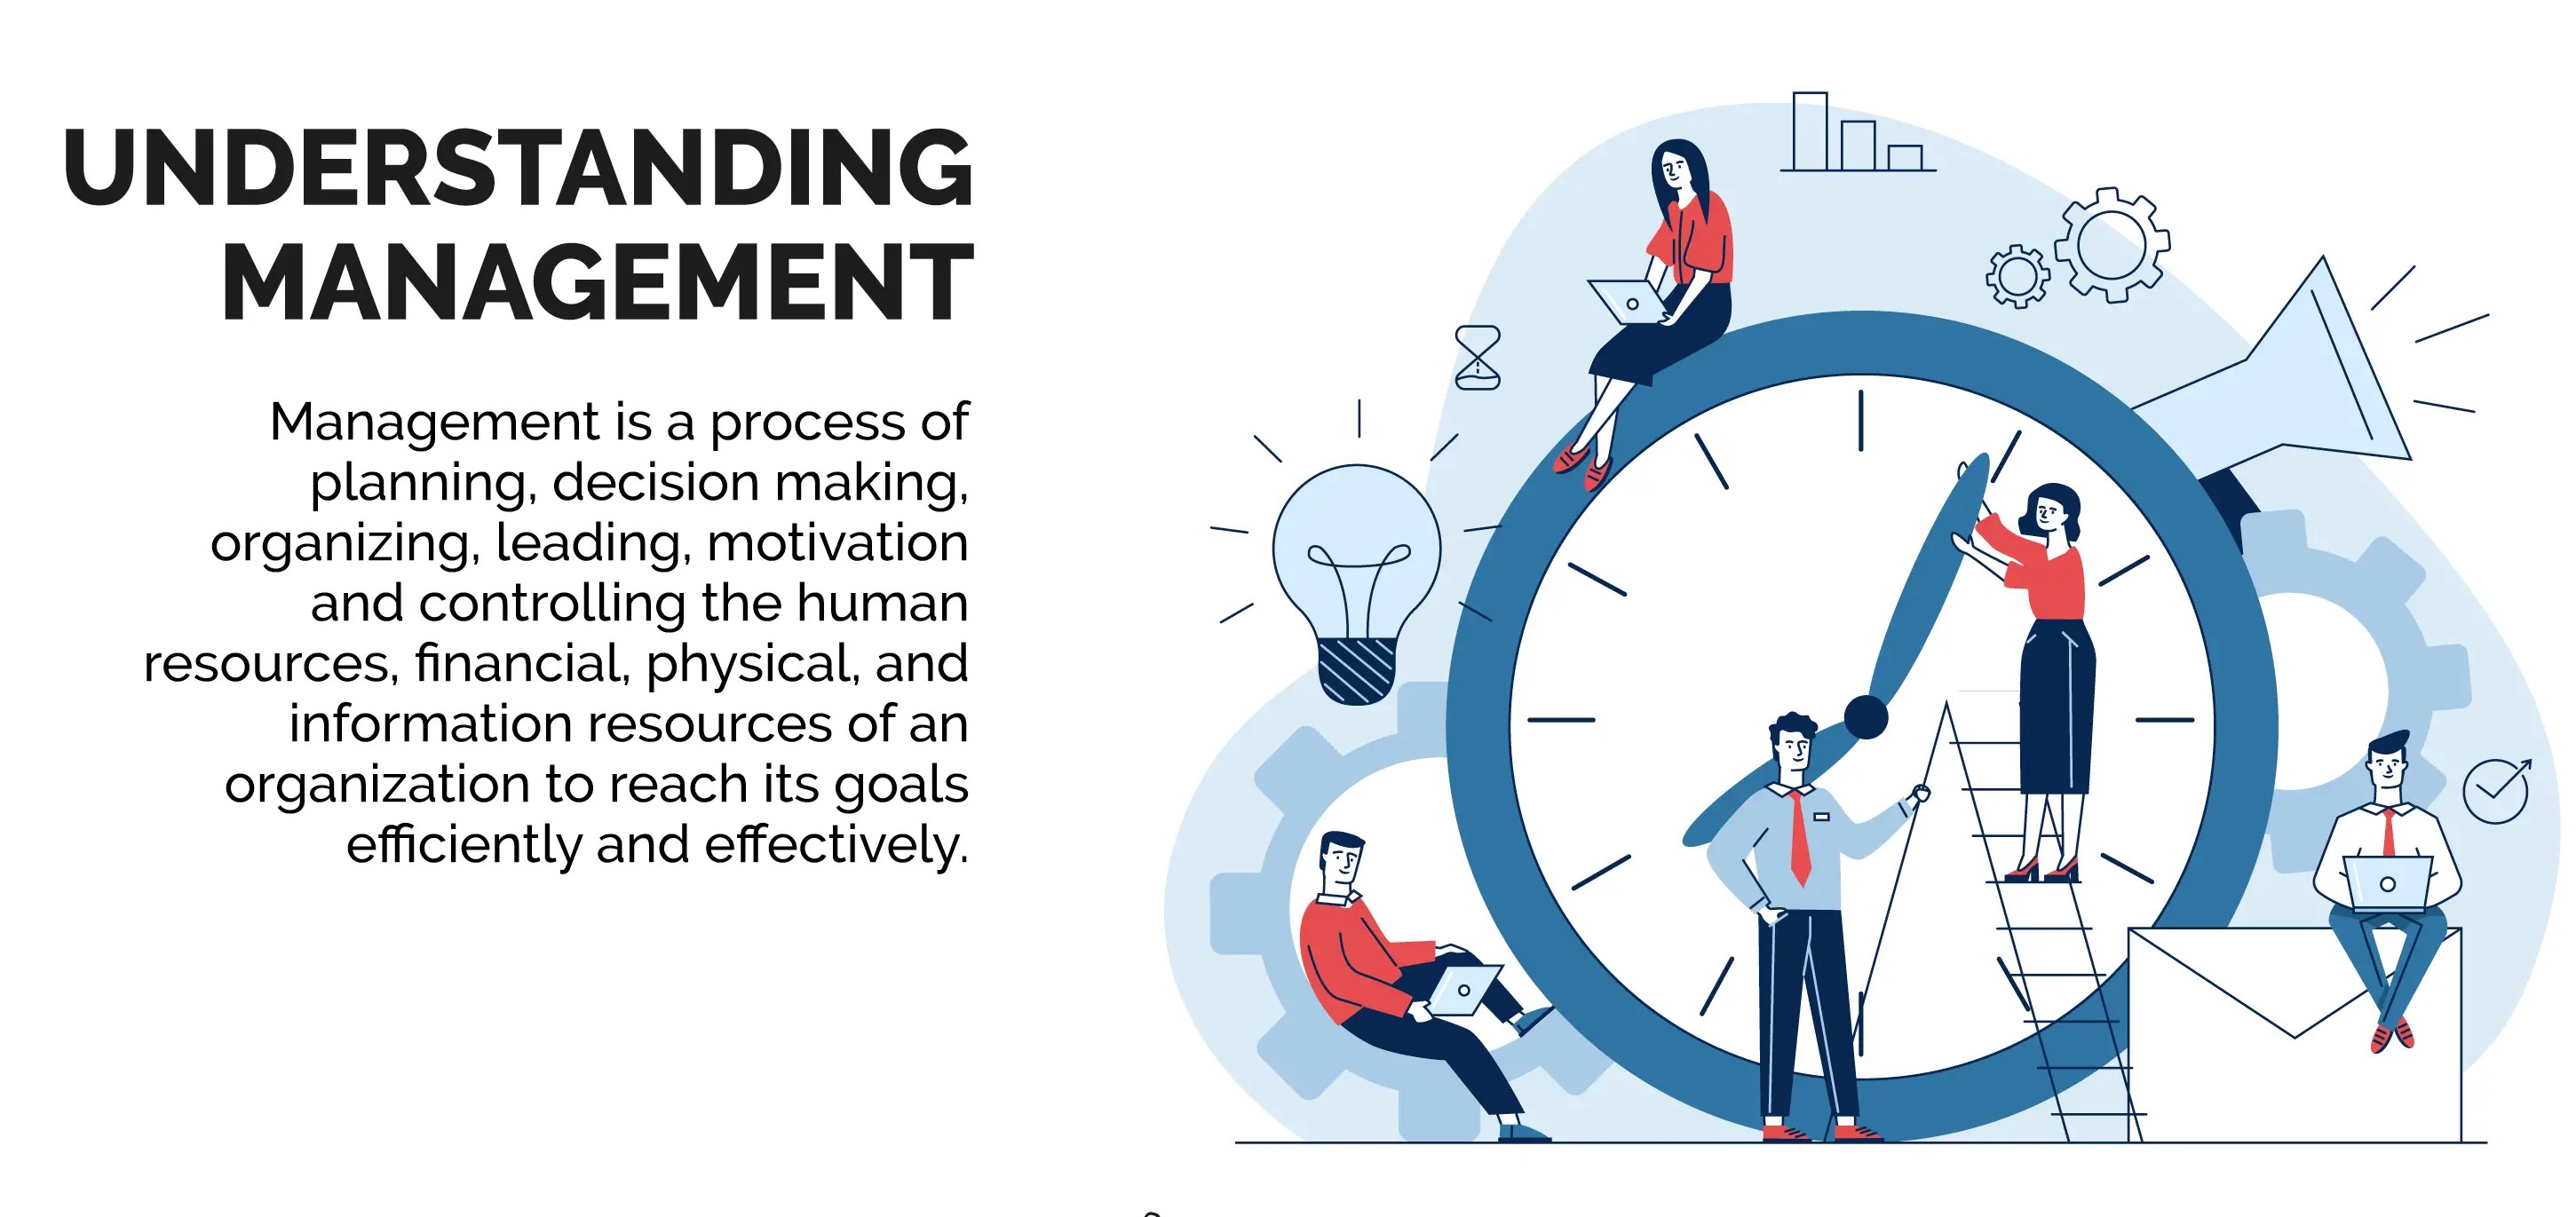 UNDERSTANDING
MANAGEMENT
Management is a process of
planning, decision making,
organizing, leading, motivation
and controlling the human
resources, financial, physical, and
information resources of an
organization to reach its goals
efficiently and effectively.